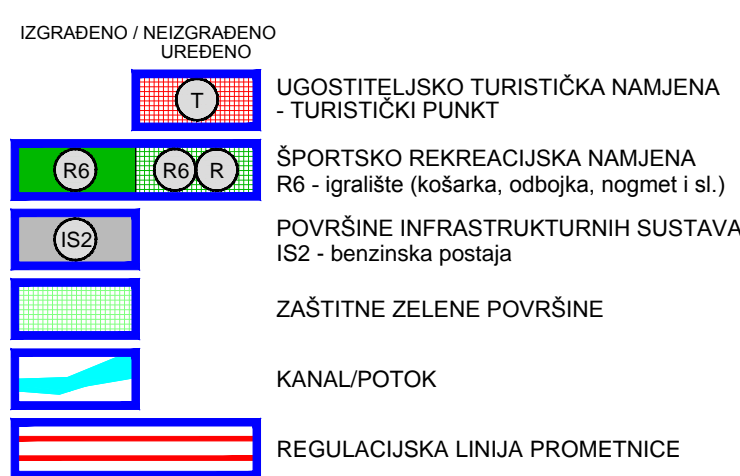 IZGRAĐENO / NEIZGRAĐENO
UREĐENO
T
UGOSTITELJSKO TURISTIČKA NAMJENA
- TURISTIČKI PUNKT
R6 R6 R
ŠPORTSKO REKREACIJSKA NAMJENA
R6 - igralište (košarka, odbojka, nogmet i sl.)
IS2
POVRŠINE INFRASTRUKTURNIH SUSTAVA
IS2 - benzinska postaja
ZAŠTITNE ZELENE POVRŠINE
KANAL/POTOK
REGULACIJSKA LINIJA PROMETNICE